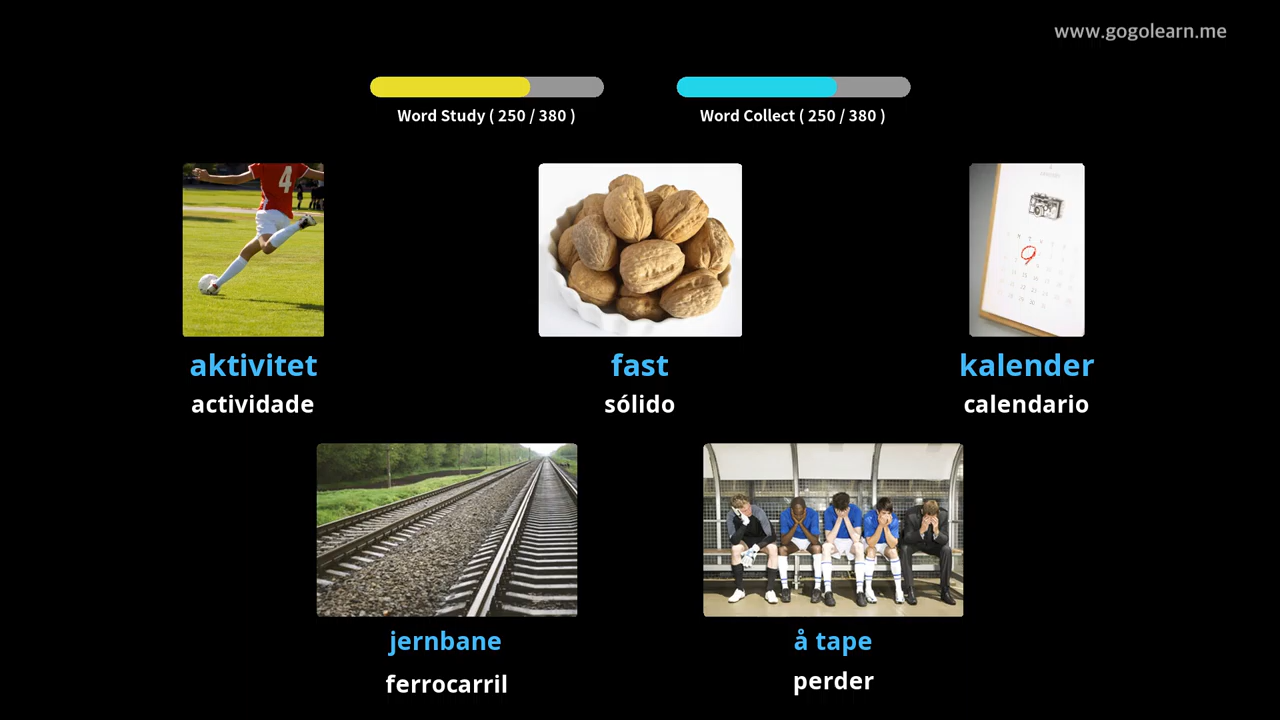 www.gogolearn.me
Word Study ( 250 / 380 )
Word Collect ( 250 / 380 )
4
aktivitet
actividade
fast
sólido
kalender
calendario
jernbane
ferrocarril
å tape
perder